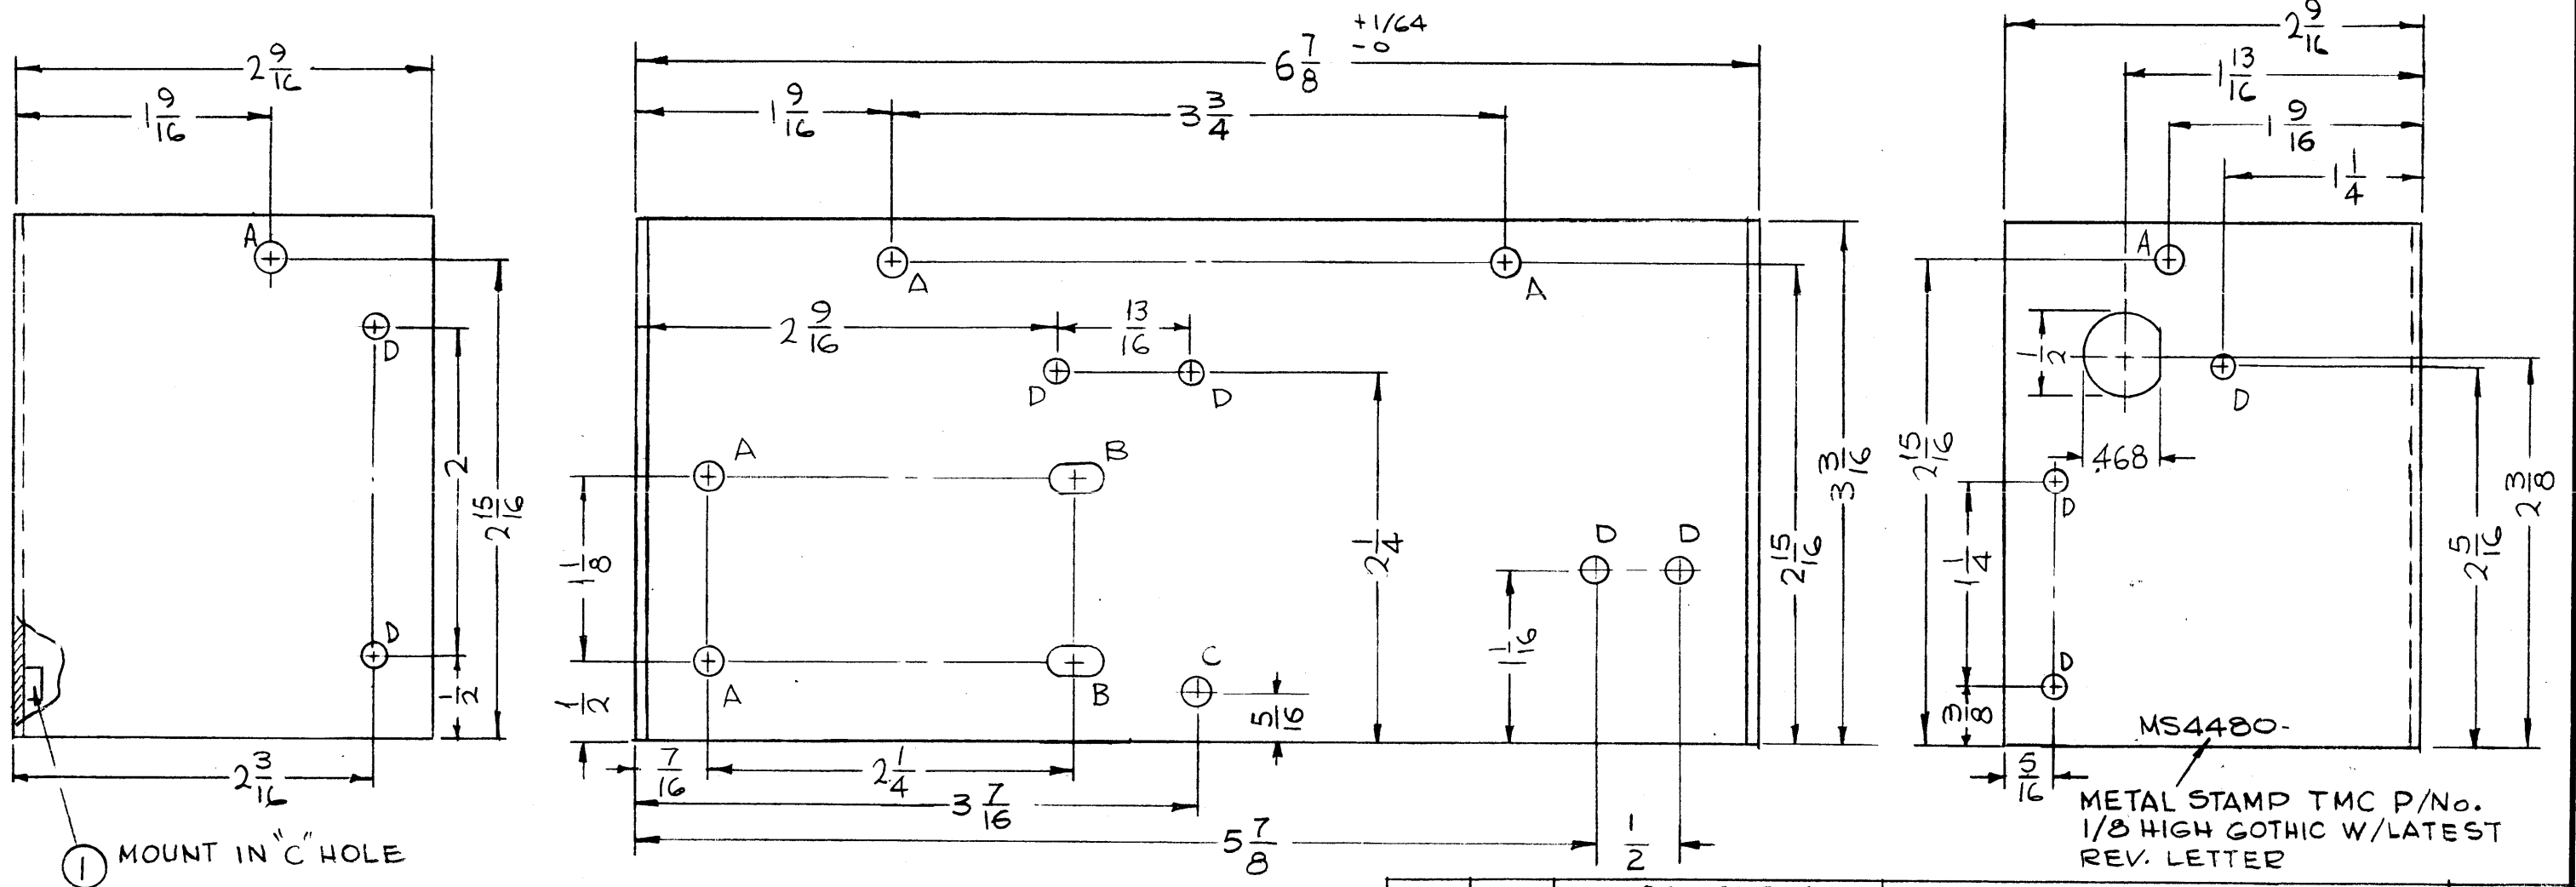 2 9/16
1 9/16
A
D
2
2 15/16
D
1/2
2 3/16
1 MOUNT IN "C" HOLE
+1/64
6 7/8 -0
1 9/16
3 3/4
A
A
2 9/16
13/16
D
D
A
B
1 1/8
A
B
1/2
C
5/16
2 1/4
D
D
1 1/16
2 15/16
3 3/16
7/16
2 1/4
3 7/16
5 7/8
1/2
2 9/16
1 13/16
1 9/16
1 1/4
A
1/2
D
.468
2 15/16
D
1 1/4
D
3/8
2 5/16
2 3/8
MS4480-
5/16
METAL STAMP TMC P/No.
1/8 HIGH GOTHIC W/LATEST
REV. LETTER